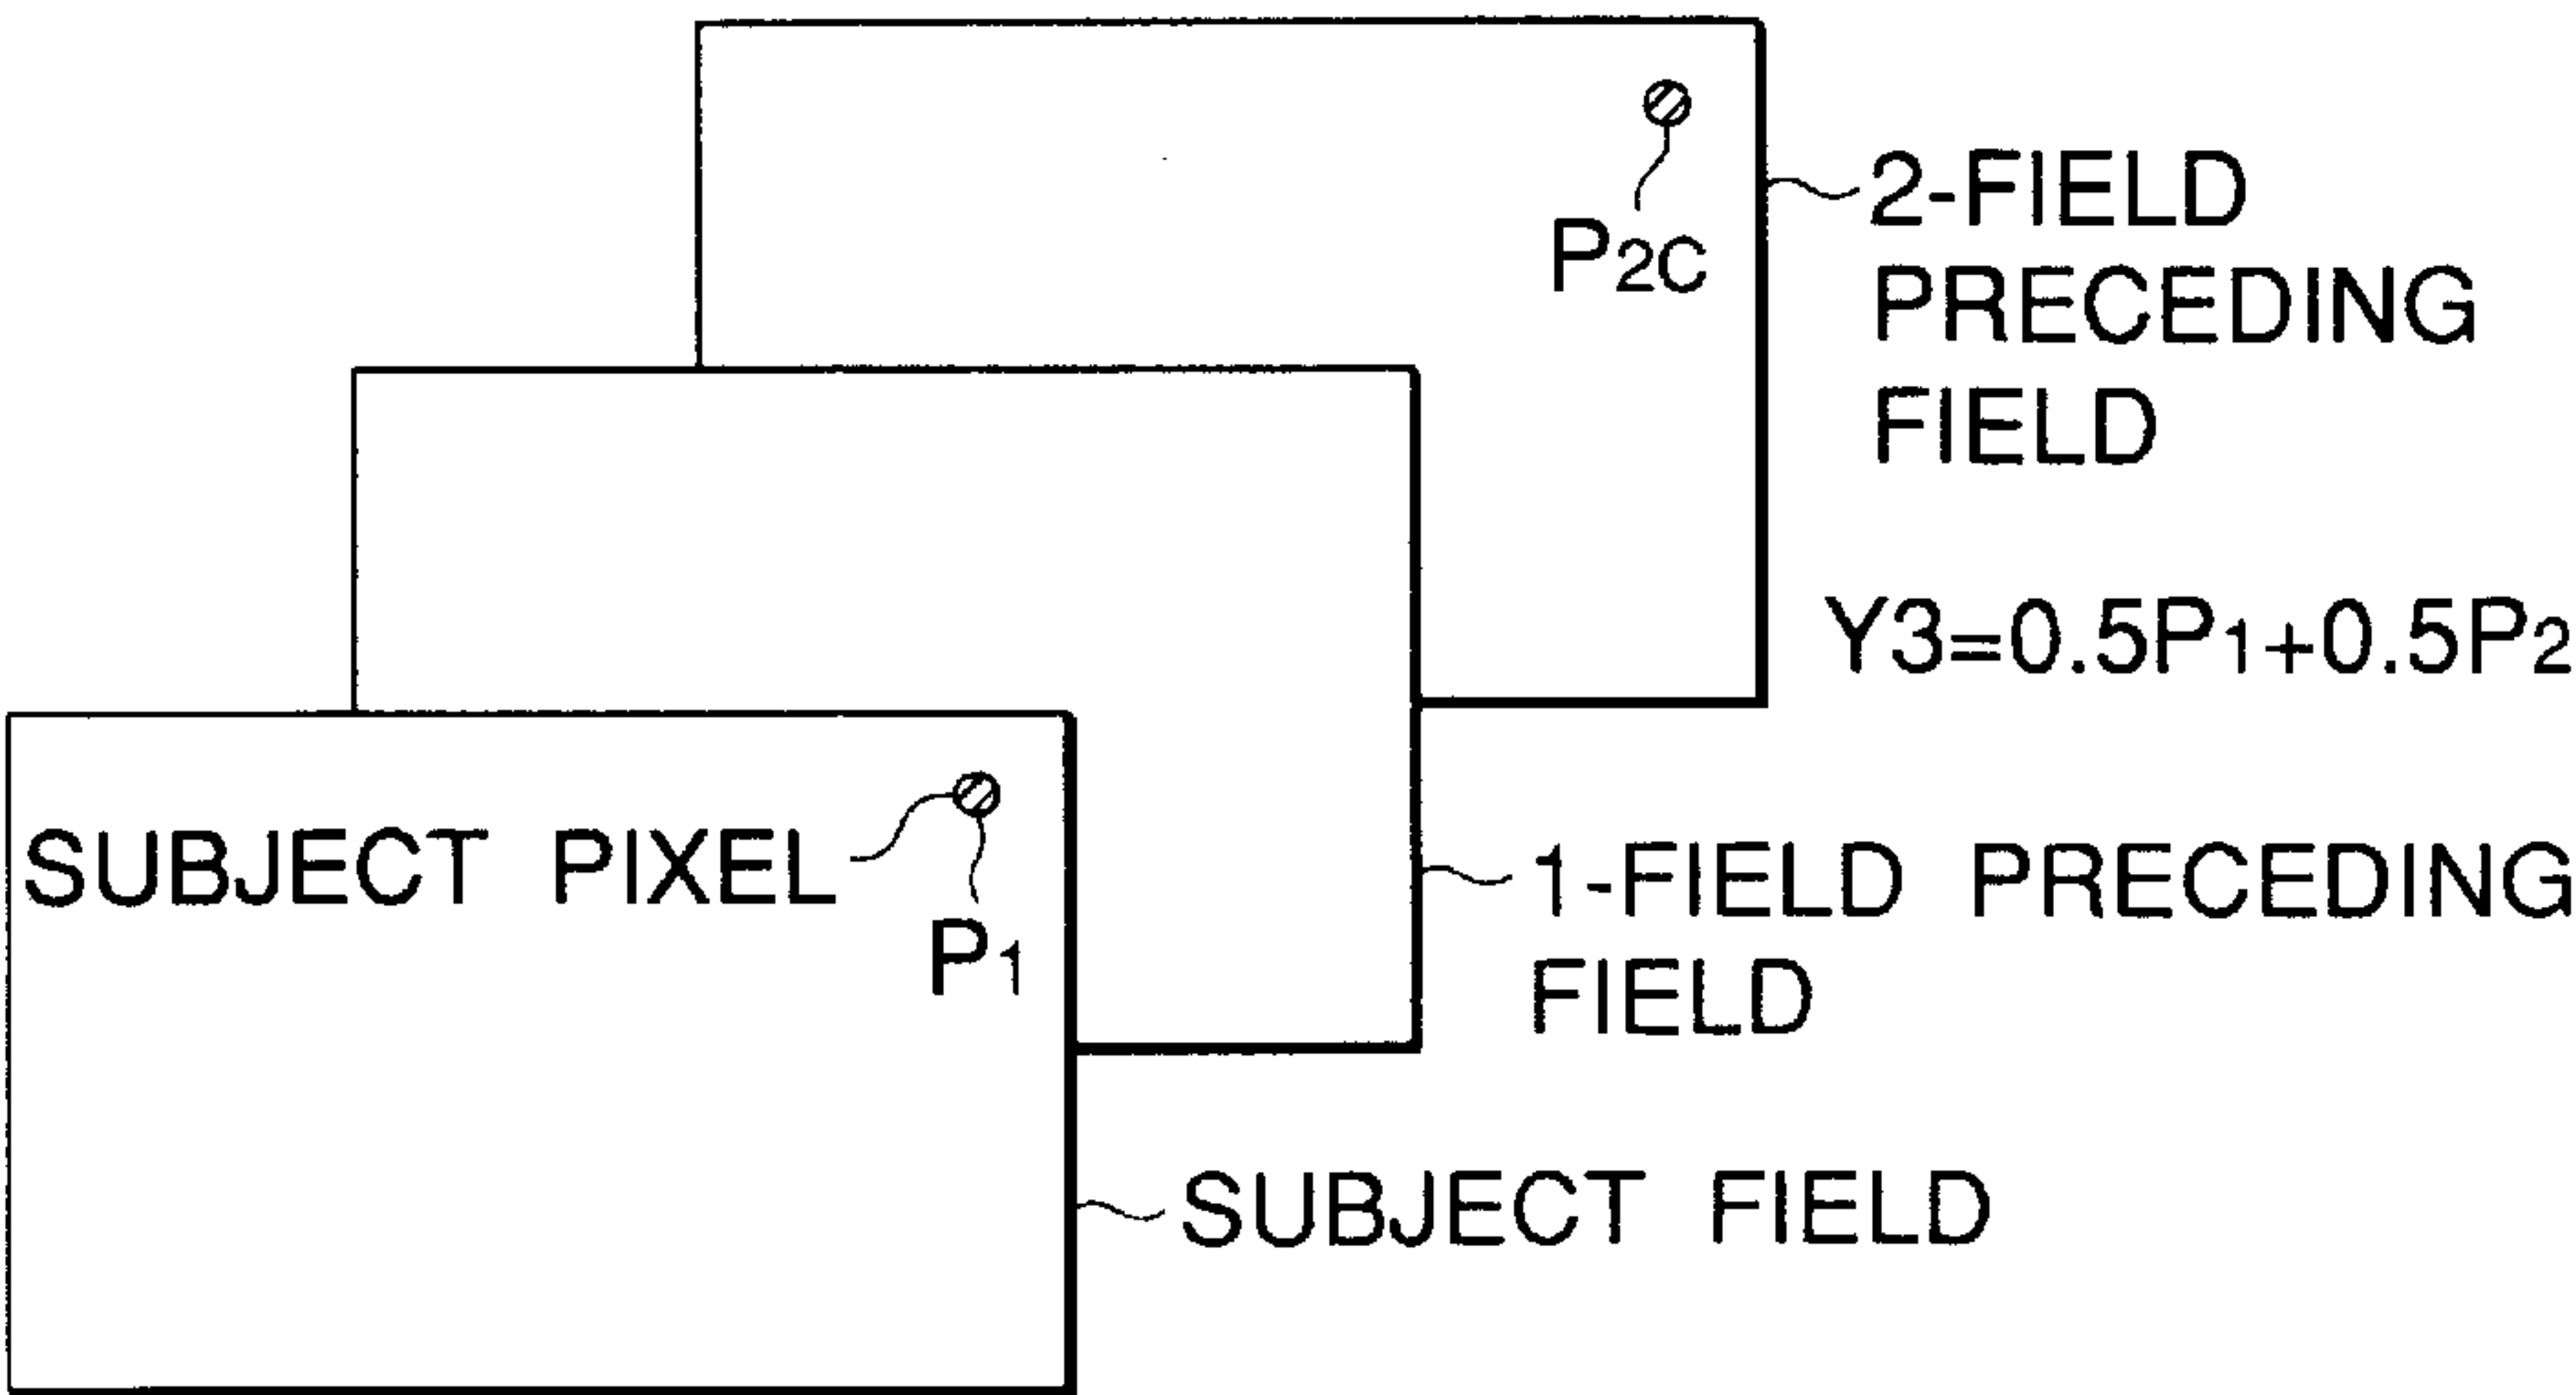 P2C
2-FIELD
PRECEDING
FIELD
Y3=0.5P1+0.5P2
SUBJECT PIXEL
P1
1-FIELD PRECEDING
FIELD
SUBJECT FIELD